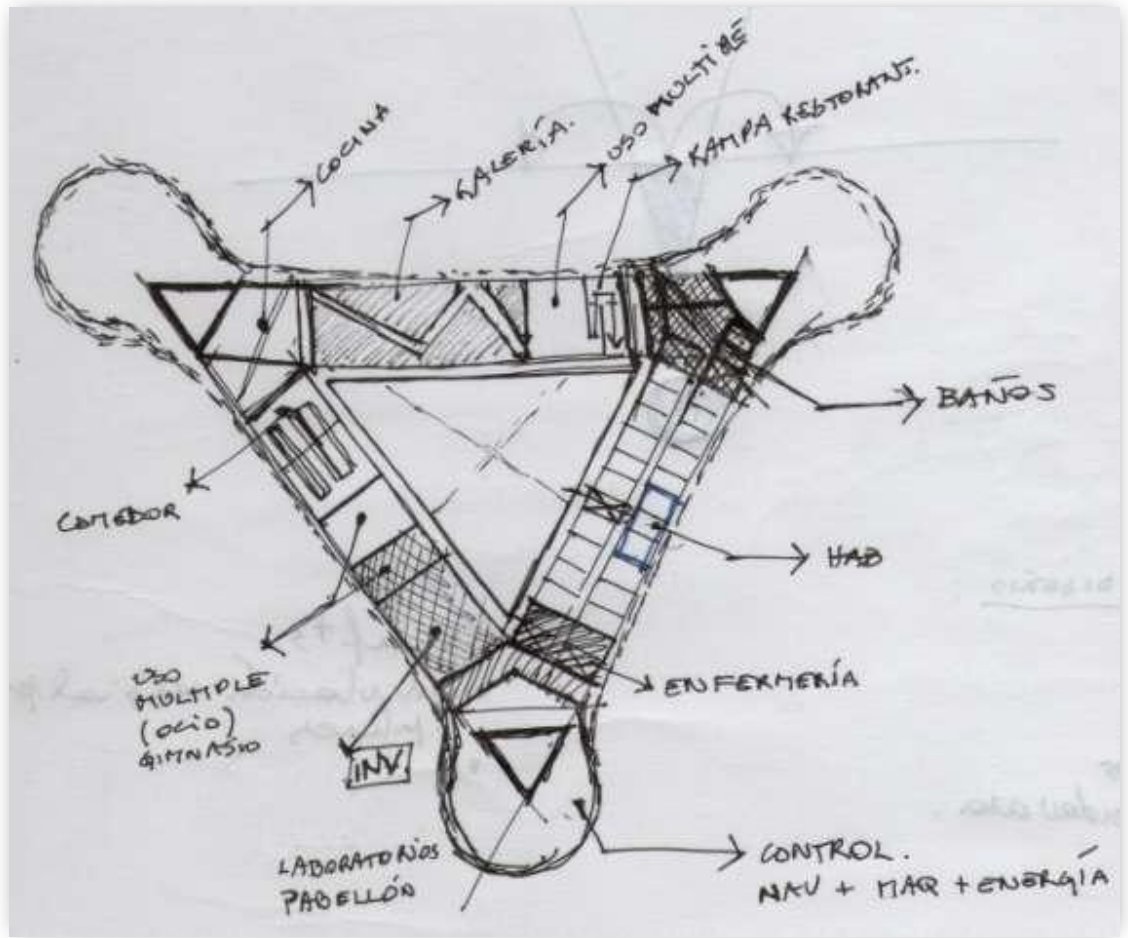 COCINA
GALERÍA.
USO MULTIPLE
RAMPA RESTORANT.
BAÑOS
COMEDOR
HAB
USO
MULTIPLE
(OCIO)
GIMNASIO
ENFERMERÍA
INV.
LABORATORIOS
PABELLÓN
CONTROL.
NAV + MAQ + ENERGÍA